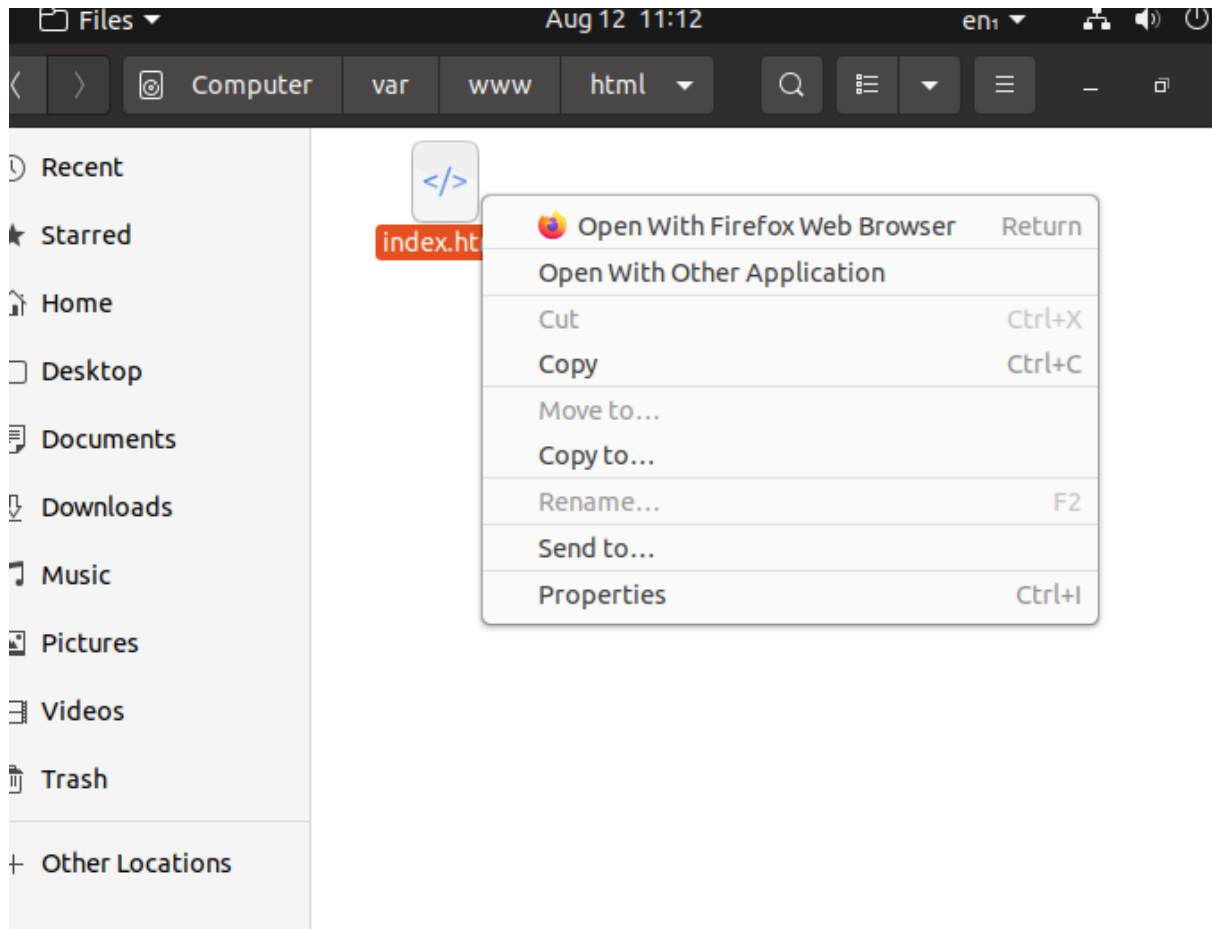 Files
Aug 12 11:12
en₁
Computer
var
www
html
Recent
Starred
Home
Desktop
Documents
Downloads
Music
Pictures
Videos
Trash
Other Locations
</>
index.ht
Open With Firefox Web Browser Return
Open With Other Application
Cut Ctrl+X
Copy Ctrl+C
Move to...
Copy to...
Rename... F2
Send to...
Properties Ctrl+I